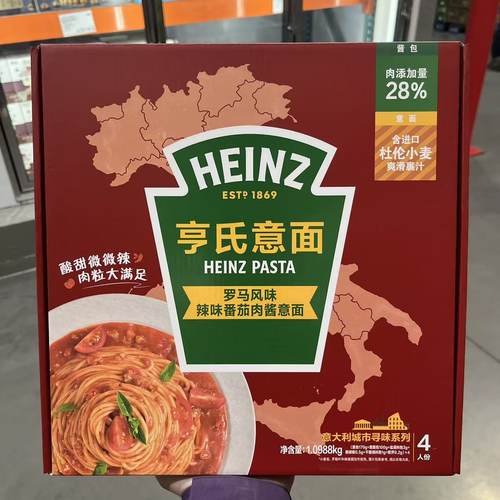 酱包
肉添加量
28%
意面
含进口
杜伦小麦
爽滑裹汁
HEINZ
ESTD 1869
亨氏意面
HEINZ PASTA
罗马风味
辣味番茄肉酱意面
酸甜微微辣
肉粒大满足
意大利城市寻味系列
净含量:1.0988kg
4
人份